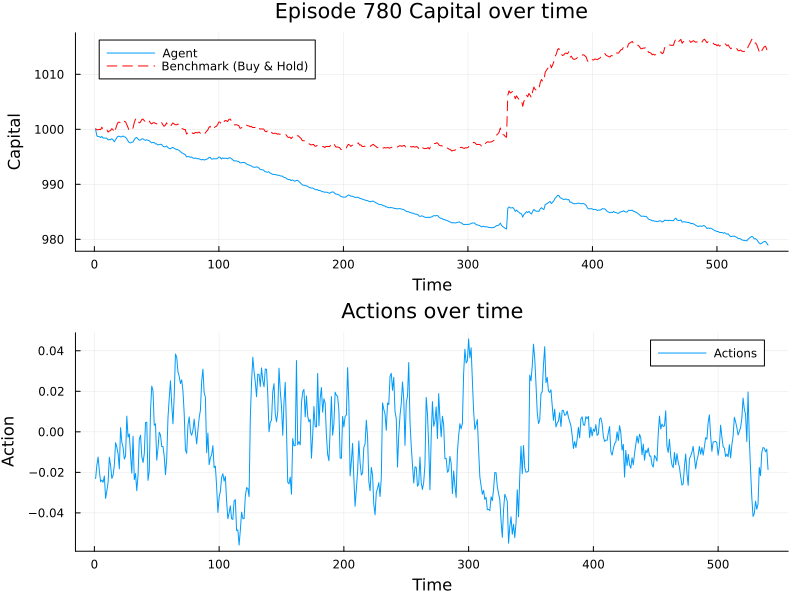 Episode 780 Capital over time
Agent
Benchmark (Buy & Hold)
Capital
1010
1000
990
980
0 100 200 300 400 500
Time
Actions over time
Actions
Action
0.04
0.02
0.00
−0.02
−0.04
0 100 200 300 400 500
Time